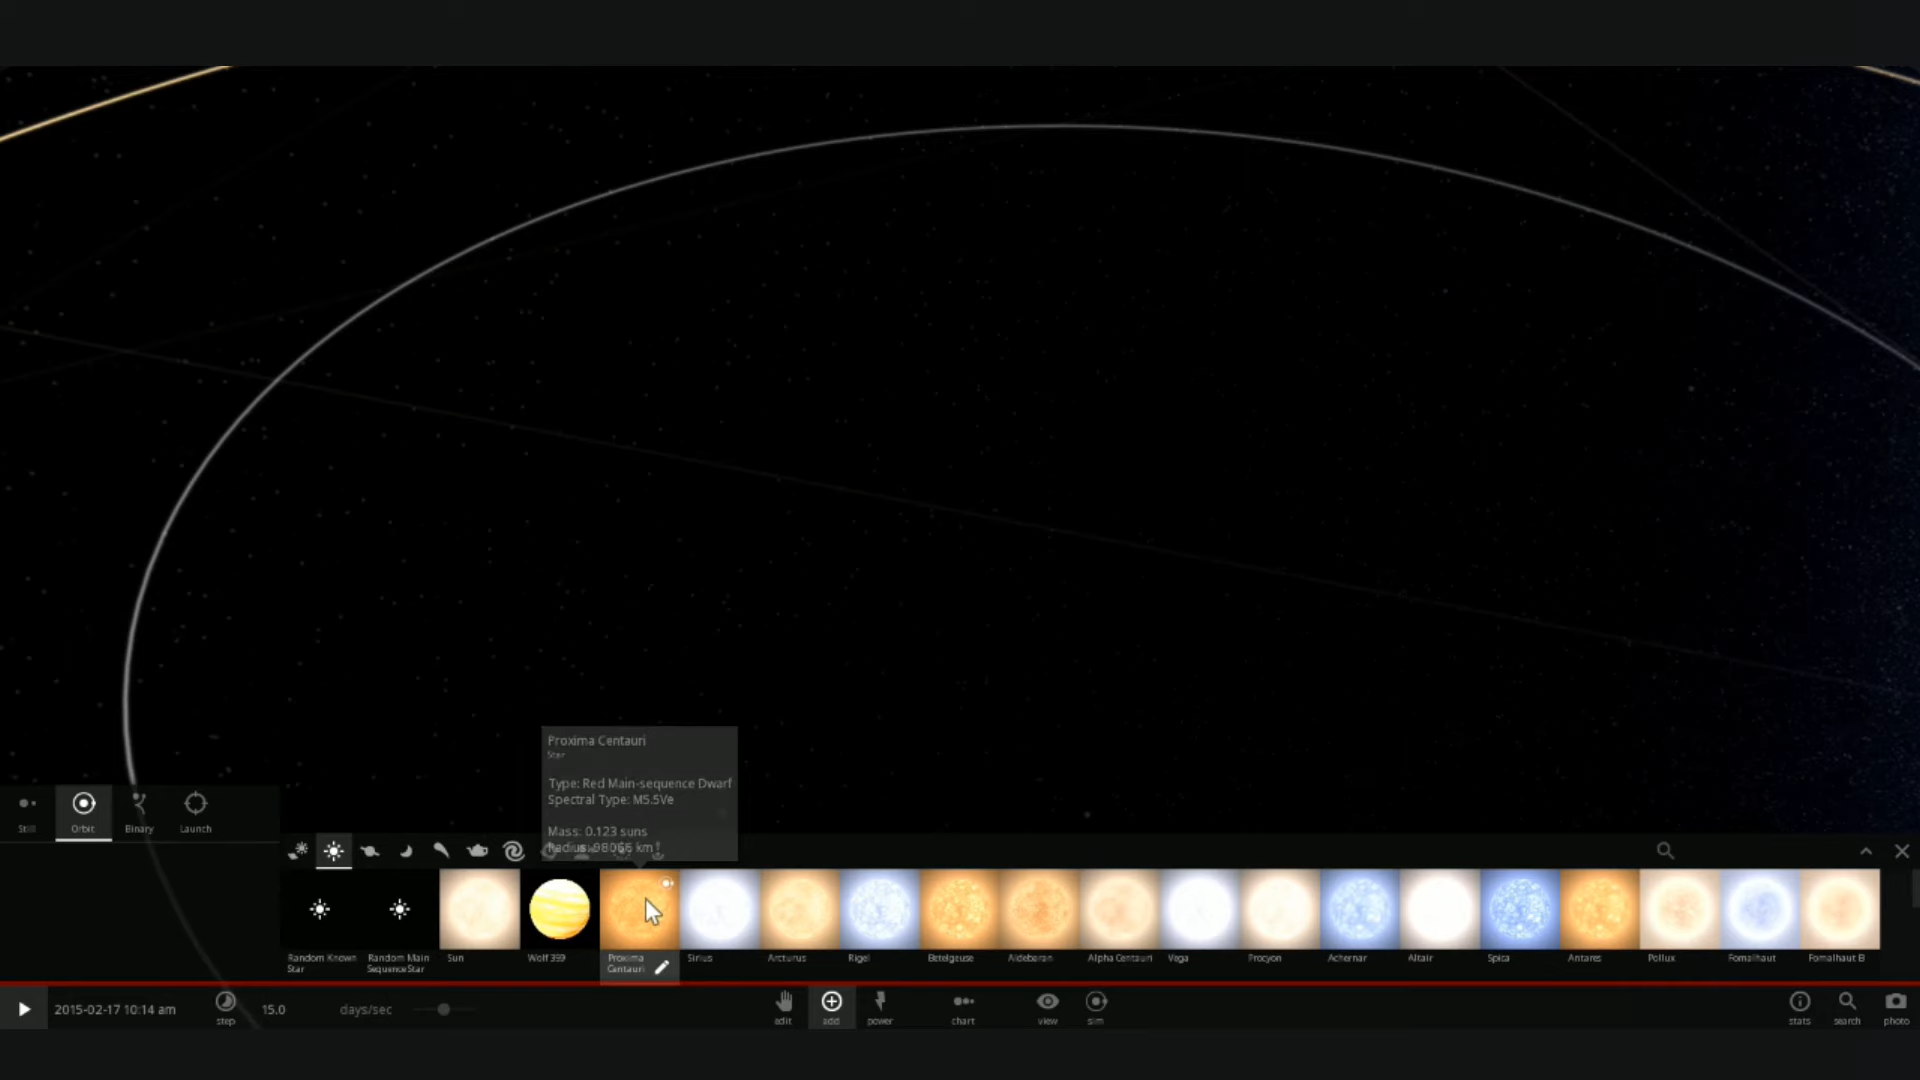 Proxima Centauri
Star
Type: Red Main-sequence Dwarf
Spectral Type: M5.5Ve
Mass: 0.123 suns
Radius: 98066 km
Still
Orbit
Binary
Launch
Random Known
Star
Random Main
Sequence Star
Sun
Wolf 359
Proxima
Centauri
Sirius
Arcturus
Rigel
Betelgeuse
Aldebaran
Alpha Centauri
Vega
Procyon
Achernar
Altair
Spica
Antares
Pollux
Fomalhaut
Fomalhaut B
2015-02-17 10:14 am
step
15.0
days/sec
edit
add
power
chart
view
sim
stats
search
photo